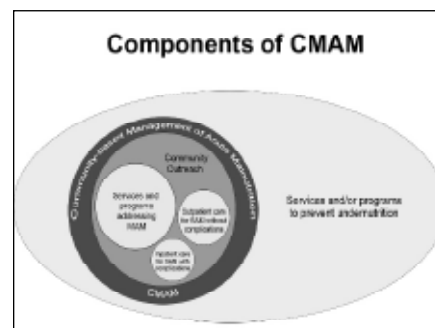 Components of CMAM
Community-based Management of Acute Malnutrition
Community
Outreach
Services and
programs
addressing
MAM
Outpatient care
for SAM without
complications
Inpatient care
for SAM with
complications
Services and/or programs
to prevent undernutrition